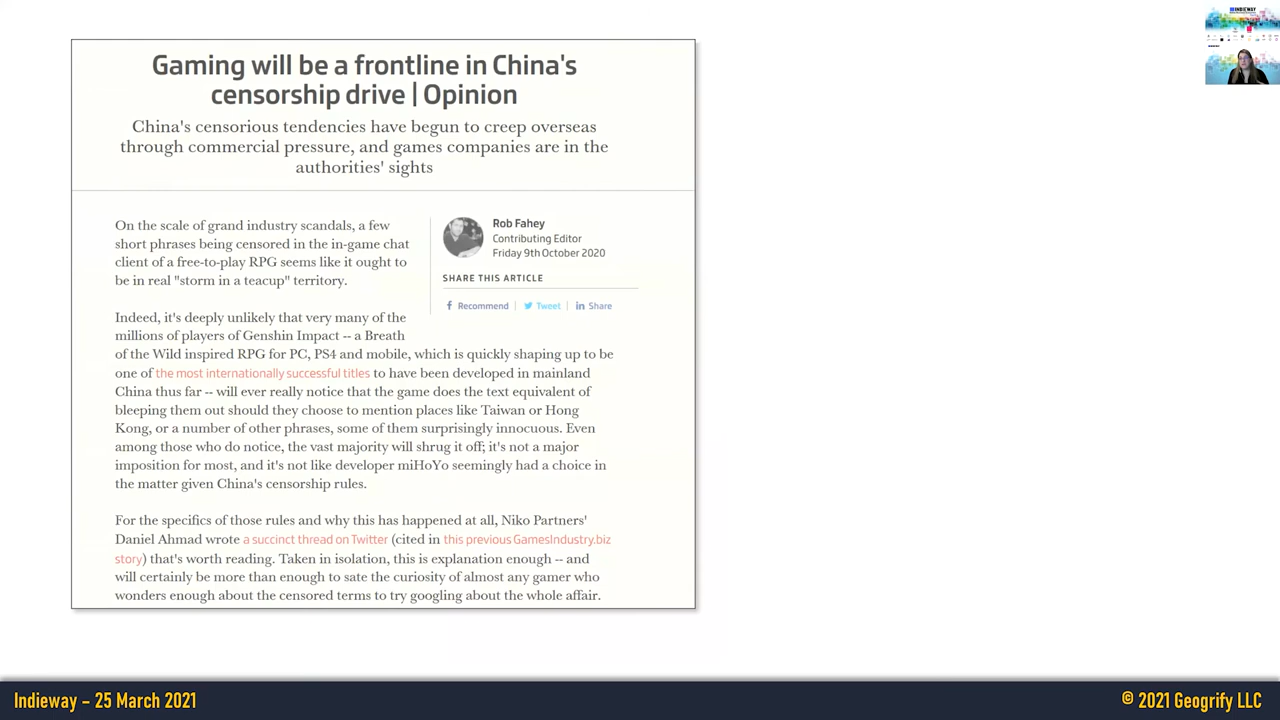 Gaming will be a frontline in China's
censorship drive | Opinion
China's censorious tendencies have begun to creep overseas
through commercial pressure, and games companies are in the
authorities' sights
On the scale of grand industry scandals, a few
short phrases being censored in the in-game chat
client of a free-to-play RPG seems like it ought to
be in real "storm in a teacup" territory.
Rob Fahey
Contributing Editor
Friday 9th October 2020
SHARE THIS ARTICLE
Recommend
Tweet
Share
Indeed, it's deeply unlikely that very many of the
millions of players of Genshin Impact -- a Breath
of the Wild inspired RPG for PC, PS4 and mobile, which is quickly shaping up to be
one of the most internationally successful titles to have been developed in mainland
China thus far -- will ever really notice that the game does the text equivalent of
bleeping them out should they choose to mention places like Taiwan or Hong
Kong, or a number of other phrases, some of them surprisingly innocuous. Even
among those who do notice, the vast majority will shrug it off; it's not a major
imposition for most, and it's not like developer miHoYo seemingly had a choice in
the matter given China's censorship rules.
For the specifics of those rules and why this has happened at all, Niko Partners'
Daniel Ahmad wrote a succinct thread on Twitter (cited in this previous GamesIndustry.biz
story) that's worth reading. Taken in isolation, this is explanation enough -- and
will certainly be more than enough to sate the curiosity of almost any gamer who
wonders enough about the censored terms to try googling about the whole affair.
INDIEWAY
Indieway – 25 March 2021
© 2021 Geogrify LLC